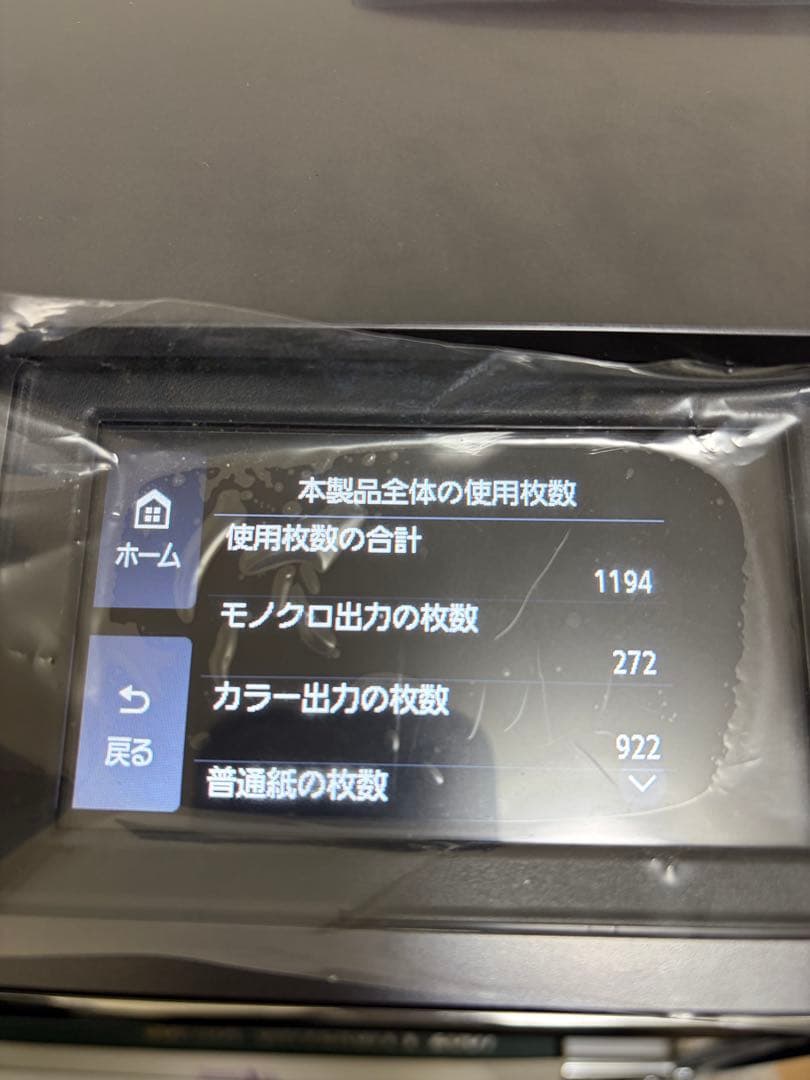 本製品全体の使用枚数
ホーム
使用枚数の合計
1194
モノクロ出力の枚数
272
カラー出力の枚数
922
戻る
普通紙の枚数